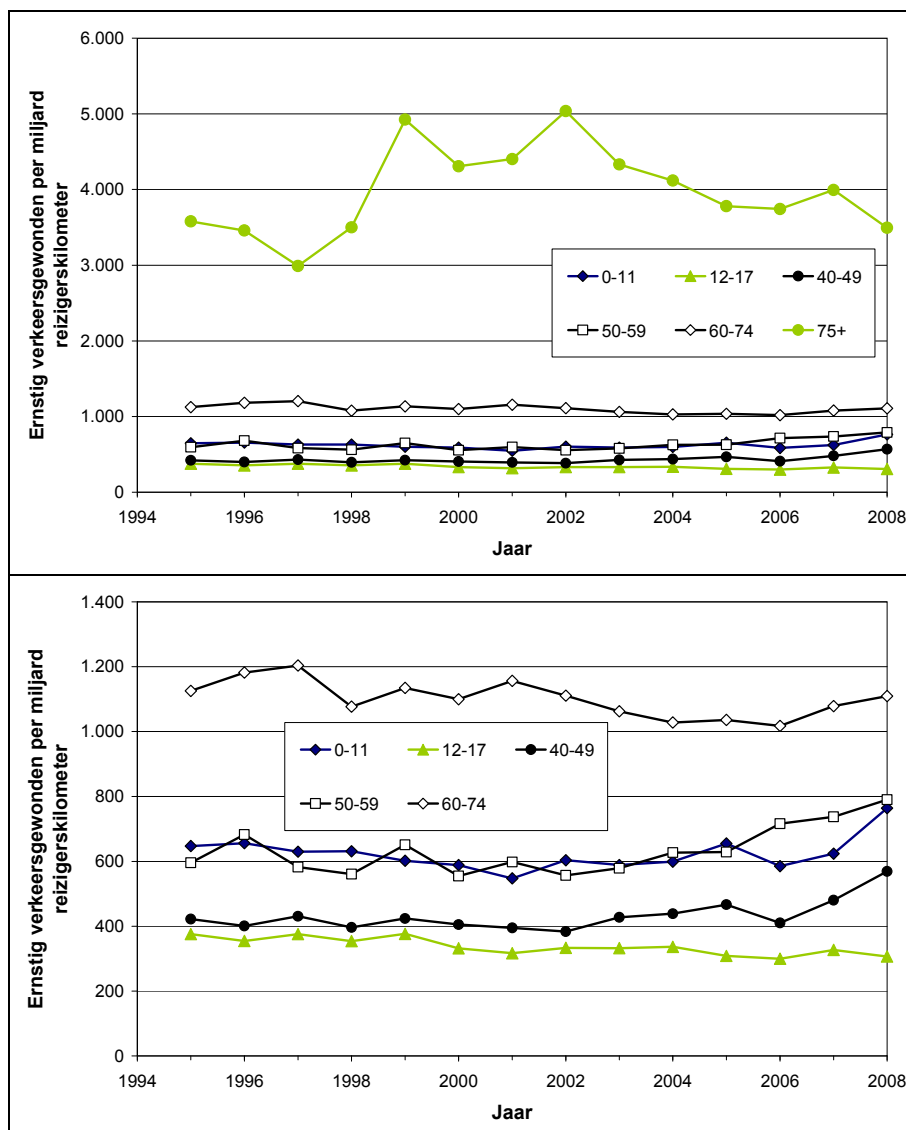 6.000
5.000
4.000
3.000
2.000
1.000
0
Ernstig verkeersgewonden per miljard
reizigerskilometer
0-11 12-17 40-49
50-59 60-74 75+
1994 1996 1998 2000 2002 2004 2006 2008
Jaar
1.400
1.200
1.000
800
600
400
200
0
Ernstig verkeersgewonden per miljard
reizigerskilometer
0-11 12-17 40-49
50-59 60-74
1994 1996 1998 2000 2002 2004 2006 2008
Jaar